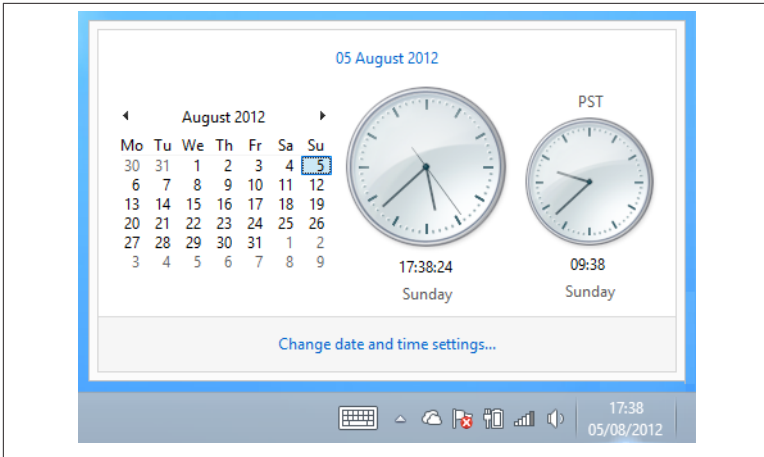 05 August 2012
August 2012
Mo Tu We Th Fr Sa Su
30 31 1 2 3 4 5
6 7 8 9 10 11 12
13 14 15 16 17 18 19
20 21 22 23 24 25 26
27 28 29 30 31 1 2
3 4 5 6 7 8 9
17:38:24
Sunday
PST
09:38
Sunday
Change date and time settings...
17:38
05/08/2012